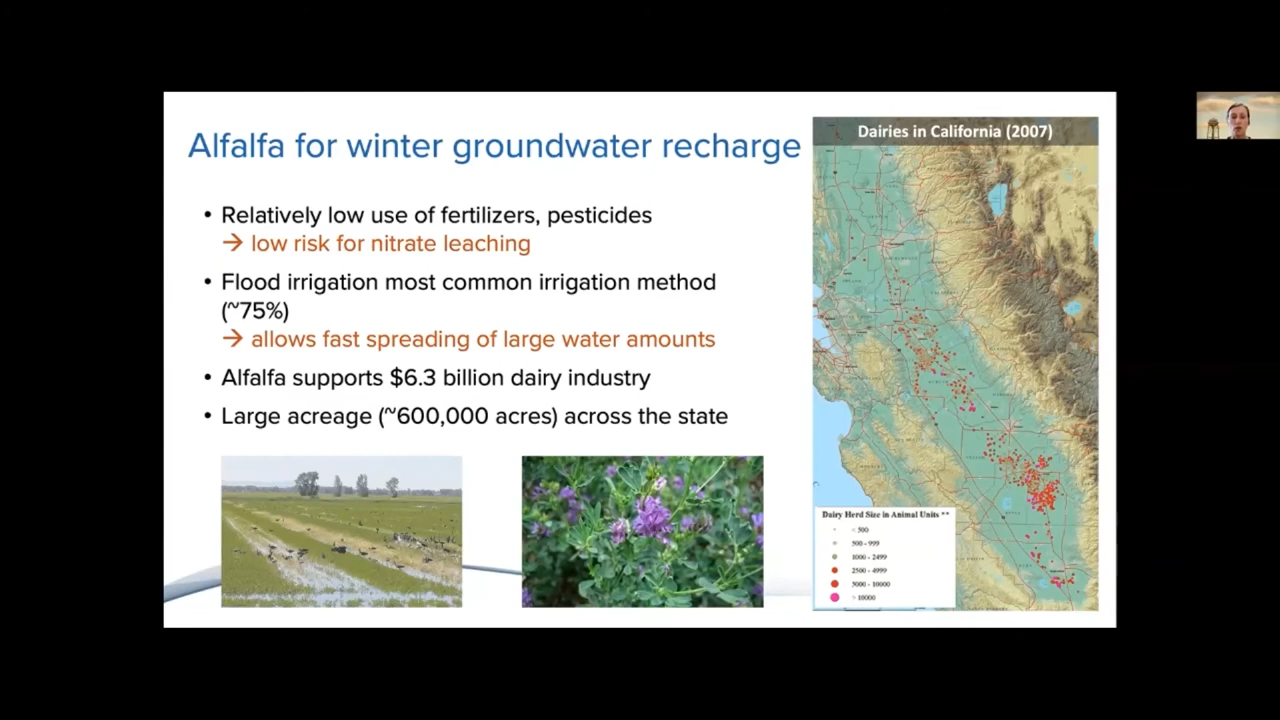 Alfalfa for winter groundwater recharge
• Relatively low use of fertilizers, pesticides
→ low risk for nitrate leaching
• Flood irrigation most common irrigation method
(~75%)
→ allows fast spreading of large water amounts
• Alfalfa supports $6.3 billion dairy industry
• Large acreage (~600,000 acres) across the state
Dairies in California (2007)
Dairy Herd Size in Animal Units **
< 500
500 - 999
1000 - 2499
2500 - 4999
5000 - 10000
> 10000